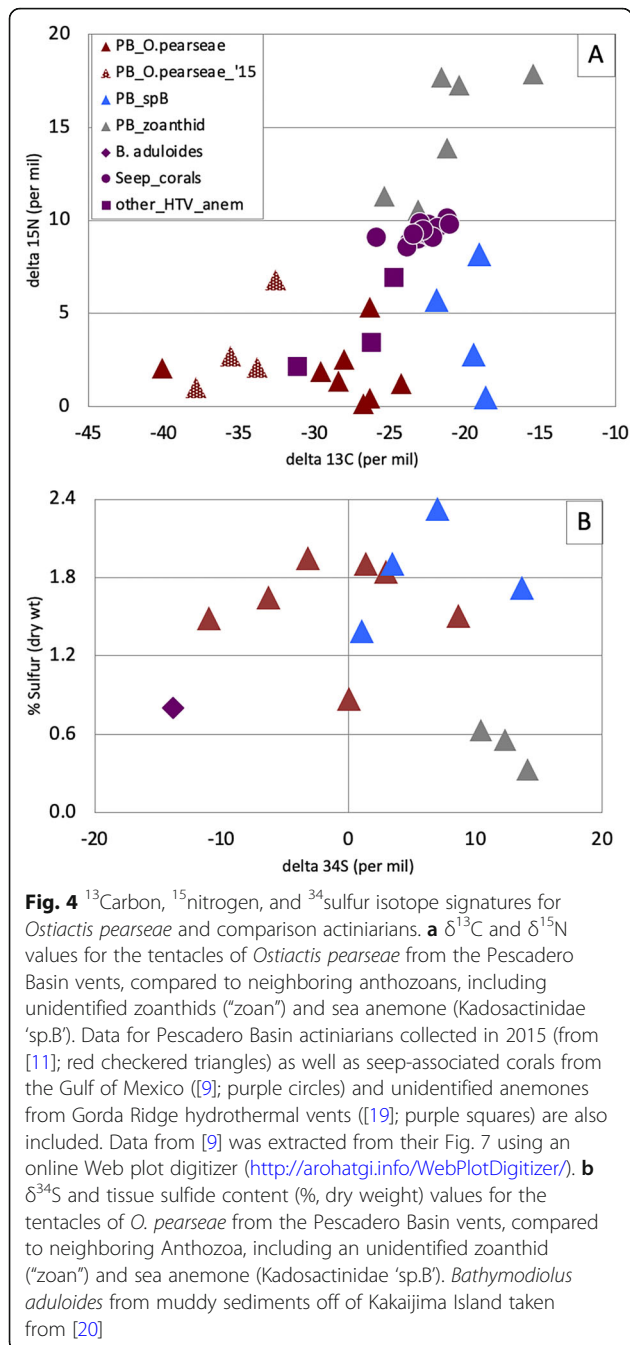 A
PB_O.pearseae
PB_O.pearseae_'15
PB_spB
PB_zoanthid
B. aduloides
Seep_corals
other_HTV_anem
delta 15N (per mil)
20
15
10
5
0
-45 -40 -35 -30 -25 -20 -15 -10
delta 13C (per mil)
B
% Sulfur (dry wt)
2.4
1.8
1.2
0.6
0.0
-20 -10 0 10 20
delta 34S (per mil)
Fig. 4 ¹³Carbon, ¹⁵nitrogen, and ³⁴sulfur isotope signatures for
Ostiactis pearseae and comparison actiniarians. a δ¹³C and δ¹⁵N
values for the tentacles of Ostiactis pearseae from the Pescadero
Basin vents, compared to neighboring anthozoans, including
unidentified zoanthids (“zoan”) and sea anemone (Kadosactinidae
‘sp.B’). Data for Pescadero Basin actiniarians collected in 2015 (from
[11]; red checkered triangles) as well as seep-associated corals from
the Gulf of Mexico ([9]; purple circles) and unidentified anemones
from Gorda Ridge hydrothermal vents ([19]; purple squares) are also
included. Data from [9] was extracted from their Fig. 7 using an
online Web plot digitizer (http://arohatgi.info/WebPlotDigitizer/). b
δ³⁴S and tissue sulfide content (%, dry weight) values for the
tentacles of O. pearseae from the Pescadero Basin vents, compared
to neighboring Anthozoa, including an unidentified zoanthid
(“zoan”) and sea anemone (Kadosactinidae ‘sp.B’). Bathymodiolus
aduloides from muddy sediments off of Kakaijima Island taken
from [20]